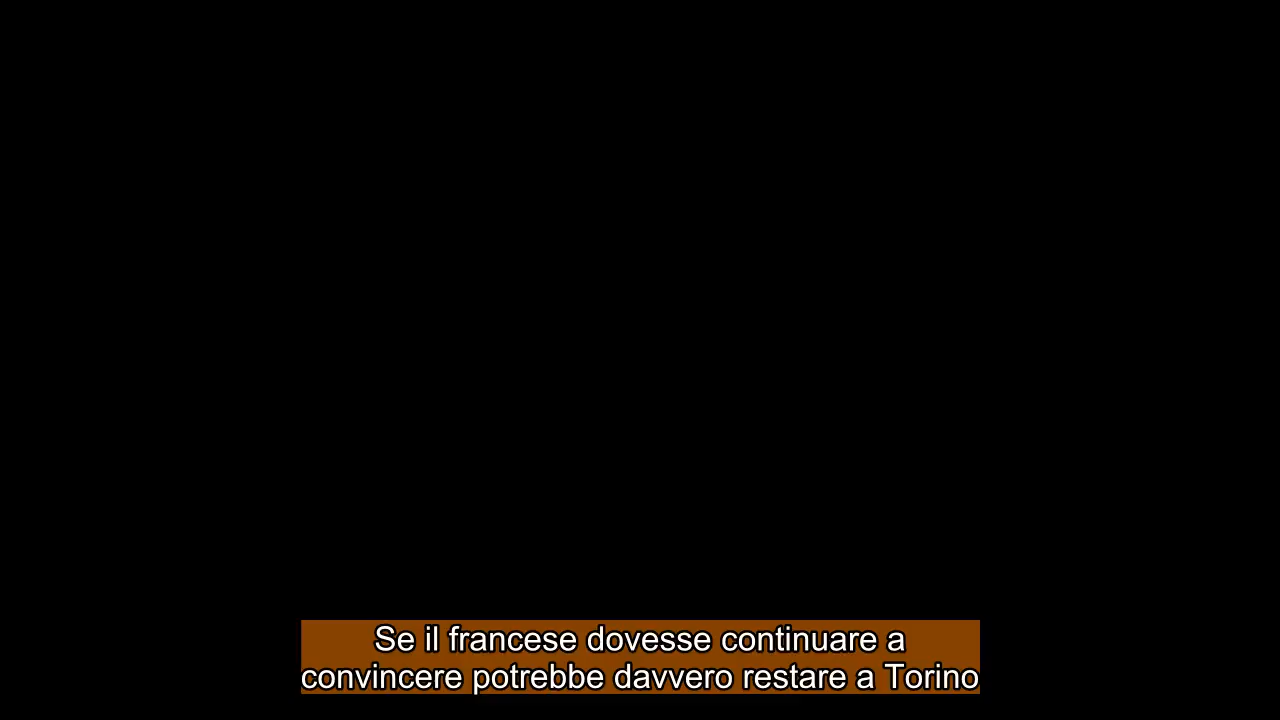 Se il francese dovesse continuare a
convincere potrebbe davvero restare a Torino